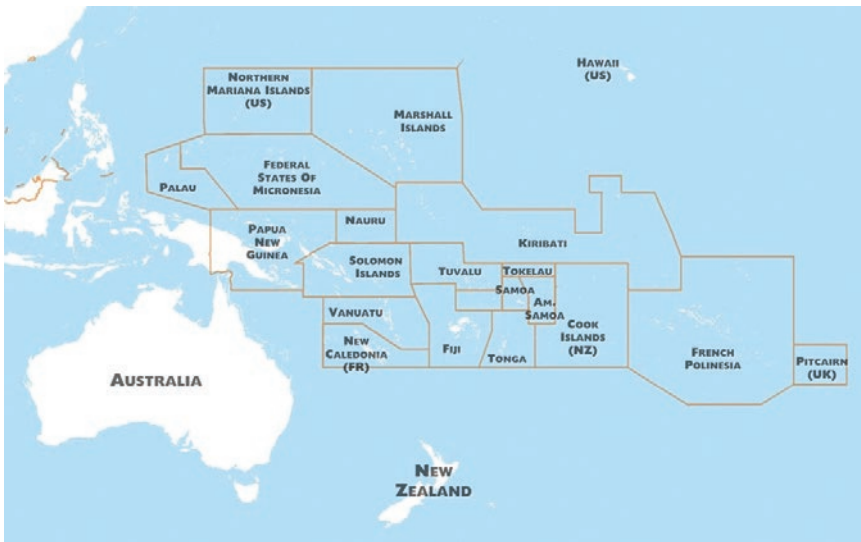 Hawaii
(US)
Northern
Mariana Islands
(US)
Marshall
Islands
Federal
States Of
Micronesia
Palau
Nauru
Papua
New
Guinea
Kiribati
Solomon
Islands
Tuvalu
Tokelau
Samoa
Am.
Samoa
Vanuatu
Cook
Islands
(NZ)
New
Caledonia
(FR)
Fiji
Tonga
French
Polinesia
Pitcairn
(UK)
Australia
New
Zealand